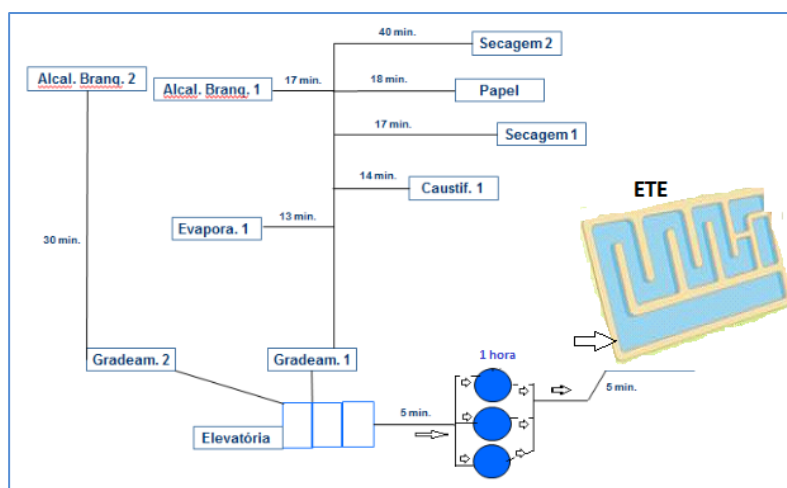 40 min.
Secagem 2
Alcal. Branq. 2
Alcal. Branq. 1
17 min.
18 min.
Papel
17 min.
Secagem 1
14 min.
Caustif. 1
ETE
13 min.
Evapora. 1
30 min.
Gradeam. 2
Gradeam. 1
1 hora
5 min.
5 min.
Elevatória